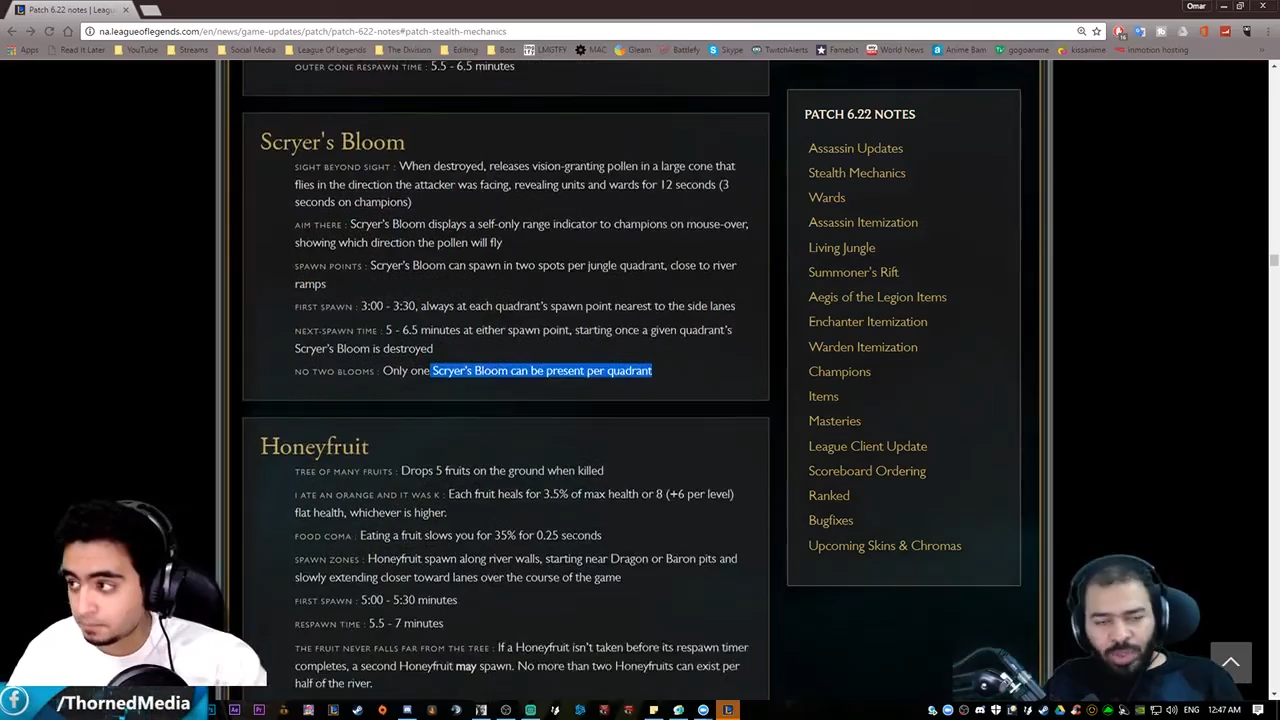 Patch 6.22 notes | Leag
Omar
na.leagueoflegends.com/en/news/game-updates/patch/patch-622-notes#patch-stealth-mechanics
Apps Read it Later YouTube Streams Social Media League Of Legends The Division Editing Bots LMGTFY MAC Gleam Battlefy Skype TwitchAlerts Famebit World News Anime Bam gogoanime kissanime inmotion hosting
OUTER CONE RESPAWN TIME : 5.5 - 6.5 minutes
Scryer's Bloom
SIGHT BEYOND SIGHT : When destroyed, releases vision-granting pollen in a large cone that
flies in the direction the attacker was facing, revealing units and wards for 12 seconds (3
seconds on champions)
AIM THERE : Scryer's Bloom displays a self-only range indicator to champions on mouse-over,
showing which direction the pollen will fly
SPAWN POINTS : Scryer's Bloom can spawn in two spots per jungle quadrant, close to river
ramps
FIRST SPAWN : 3:00 - 3:30, always at each quadrant's spawn point nearest to the side lanes
NEXT-SPAWN TIME : 5 - 6.5 minutes at either spawn point, starting once a given quadrant's
Scryer's Bloom is destroyed
NO TWO BLOOMS : Only one Scryer's Bloom can be present per quadrant
Honeyfruit
TREE OF MANY FRUITS : Drops 5 fruits on the ground when killed
I ATE AN ORANGE AND IT WAS K : Each fruit heals for 3.5% of max health or 8 (+6 per level)
flat health, whichever is higher.
FOOD COMA : Eating a fruit slows you for 35% for 0.25 seconds
SPAWN ZONES : Honeyfruit spawn along river walls, starting near Dragon or Baron pits and
slowly extending closer toward lanes over the course of the game
FIRST SPAWN : 5:00 - 5:30 minutes
RESPAWN TIME : 5.5 - 7 minutes
THE FRUIT NEVER FALLS FAR FROM THE TREE : If a Honeyfruit isn't taken before its respawn timer
completes, a second Honeyfruit may spawn. No more than two Honeyfruits can exist per
half of the river.
PATCH 6.22 NOTES
Assassin Updates
Stealth Mechanics
Wards
Assassin Itemization
Living Jungle
Summoner's Rift
Aegis of the Legion Items
Enchanter Itemization
Warden Itemization
Champions
Items
Masteries
League Client Update
Scoreboard Ordering
Ranked
Bugfixes
Upcoming Skins & Chromas
/ThornedMedia
12:47 AM